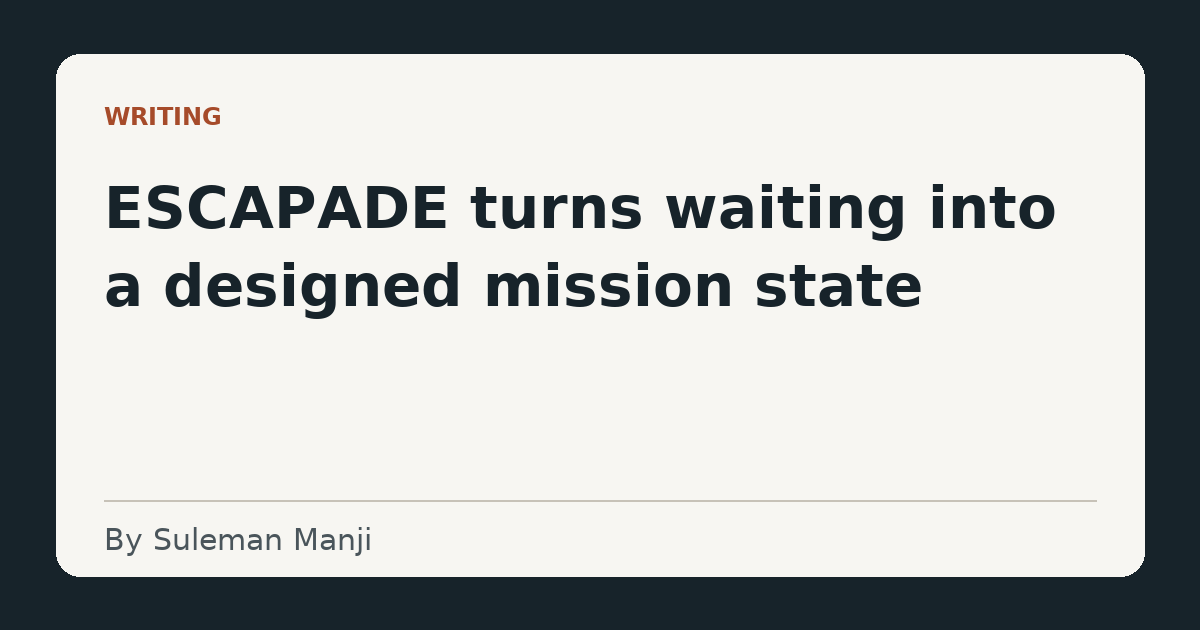 WRITING
ESCAPADE turns waiting into
a designed mission state
By Suleman Manji